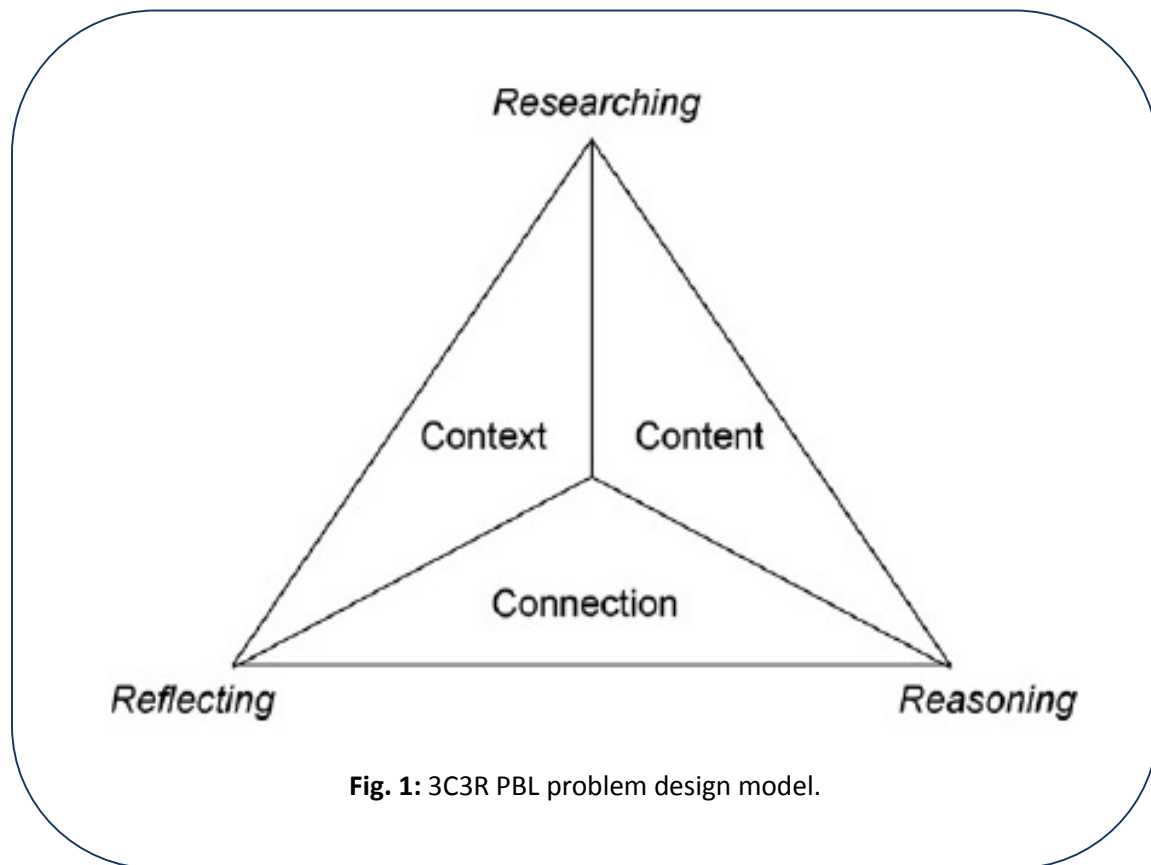 Researching
Context Content
Connection
Reflecting Reasoning
Fig. 1: 3C3R PBL problem design model.